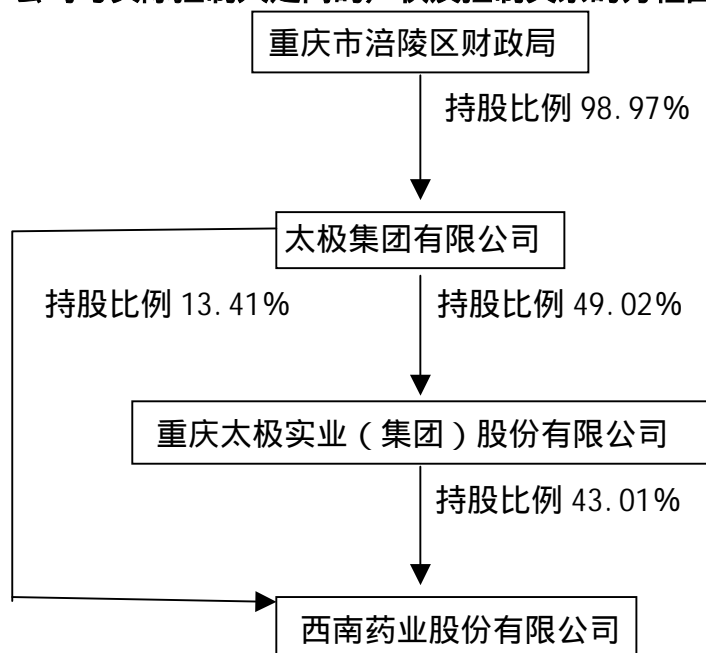 重庆市涪陵区财政局
持股比例 98.97%
太极集团有限公司
持股比例 13.41%
持股比例 49.02%
重庆太极实业（集团）股份有限公司
持股比例 43.01%
西南药业股份有限公司